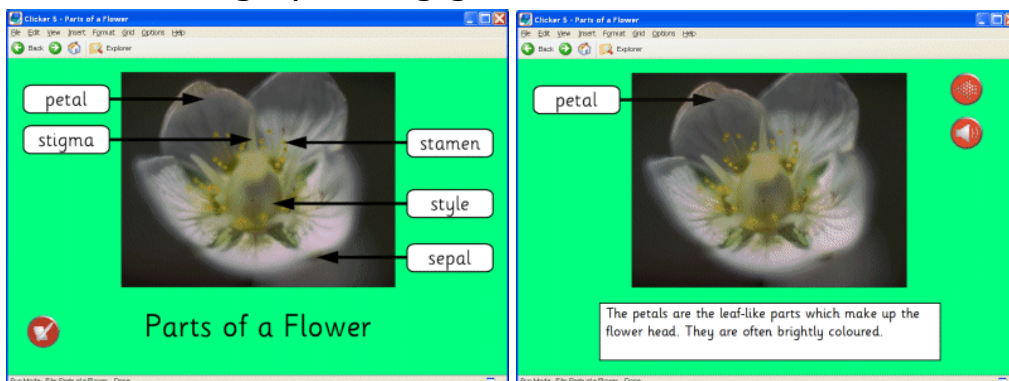 Clicker 5 - Parts of a Flower
File Edit View Insert Format Grid Options Help
Back Explorer
petal
stigma
stamen
style
sepal
Parts of a Flower
Clicker 5 - Parts of a Flower
File Edit View Insert Format Grid Options Help
Back Explorer
petal
The petals are the leaf-like parts which make up the
flower head. They are often brightly coloured.